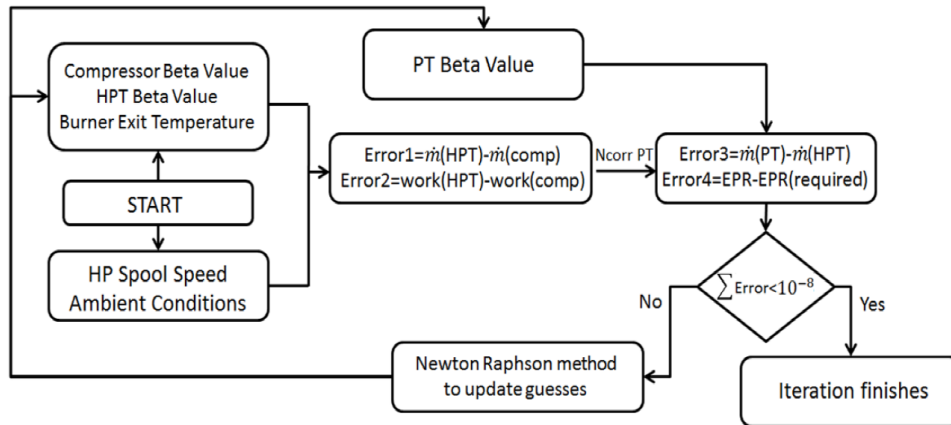 Compressor Beta Value
HPT Beta Value
Burner Exit Temperature
START
HP Spool Speed
Ambient Conditions
PT Beta Value
Error1=ṁ(HPT)-ṁ(comp)
Error2=work(HPT)-work(comp)
Ncorr PT
Error3=ṁ(PT)-ṁ(HPT)
Error4=EPR-EPR(required)
∑Error<10⁻⁸
No
Yes
Newton Raphson method
to update guesses
Iteration finishes